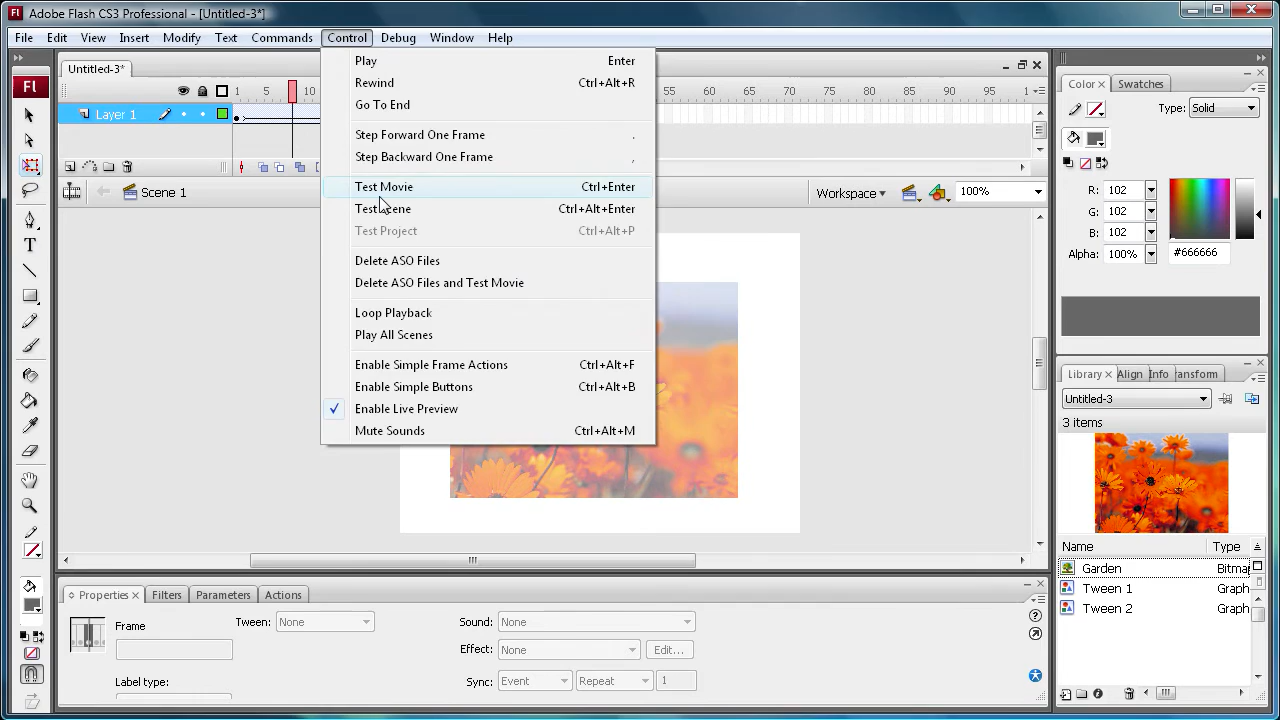 Fl Adobe Flash CS3 Professional - [Untitled-3*]
File Edit View Insert Modify Text Commands Control Debug Window Help
Untitled-3*
Fl
1 5 10
55 60 65 70 75 80 85 90 95 1
Layer 1
Scene 1
Workspace
100%
Play Enter
Rewind Ctrl+Alt+R
Go To End
Step Forward One Frame .
Step Backward One Frame ,
Test Movie Ctrl+Enter
Test Scene Ctrl+Alt+Enter
Test Project Ctrl+Alt+P
Delete ASO Files
Delete ASO Files and Test Movie
Loop Playback
Play All Scenes
Enable Simple Frame Actions Ctrl+Alt+F
Enable Simple Buttons Ctrl+Alt+B
Enable Live Preview
Mute Sounds Ctrl+Alt+M
T
Color Swatches
Type: Solid
R: 102
G: 102
B: 102
Alpha: 100% #666666
Library Align Info ransform
Untitled-3
3 items
Name Type
Garden Bitma
Tween 1 Graph
Tween 2 Graph
Properties Filters Parameters Actions
Frame
Tween: None
Sound: None
Effect: None Edit...
Label type:
Sync: Event Repeat 1